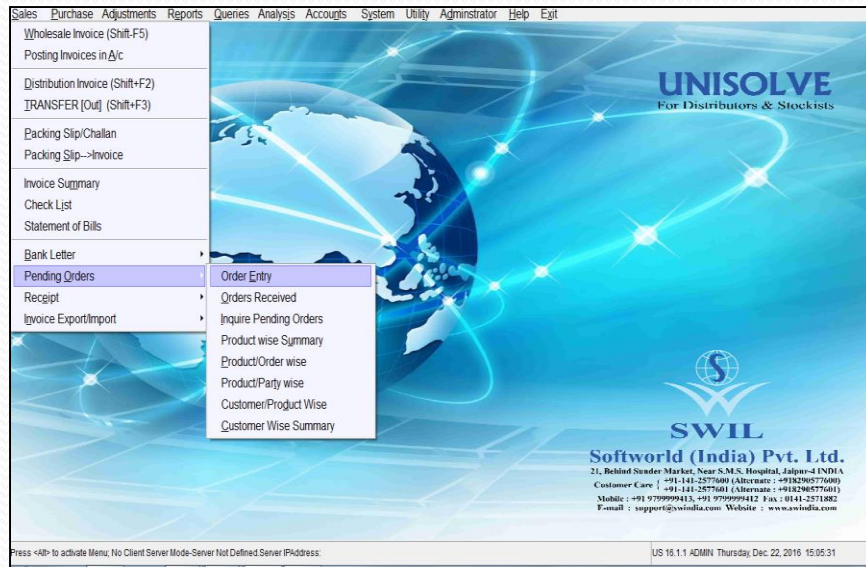 Sales Purchase Adjustments Reports Queries Analysis Accounts System Utility Adminstrator Help Exit
Wholesale Invoice (Shift-F5)
Posting Invoices in A/c
Distribution Invoice (Shift+F2)
TRANSFER [Out] (Shift+F3)
Packing Slip/Challan
Packing Slip-->Invoice
Invoice Summary
Check List
Statement of Bills
Bank Letter
Pending Orders
Receipt
Invoice Export/Import
Order Entry
Orders Received
Inquire Pending Orders
Product wise Summary
Product/Order wise
Product/Party wise
Customer/Product Wise
Customer Wise Summary
UNISOLVE
For Distributors & Stockists
S
SWIL
Softworld (India) Pvt. Ltd.
21, Behind Sunder Market, Near S.M.S. Hospital, Jaipur-4 INDIA
Customer Care { +91-141-2577600 (Alternate : +918290577600)
+91-141-2577601 (Alternate : +918290577601)
Mobile : +91 9799999413, +91 9799999412 Fax : 0141-2571882
E-mail : support@swindia.com Website : www.swindia.com
Press <Alt> to activate Menu; No Client Server Mode-Server Not Defined.Server IPAddress:
US 16.1.1 ADMIN Thursday, Dec. 22, 2016 15:05:31